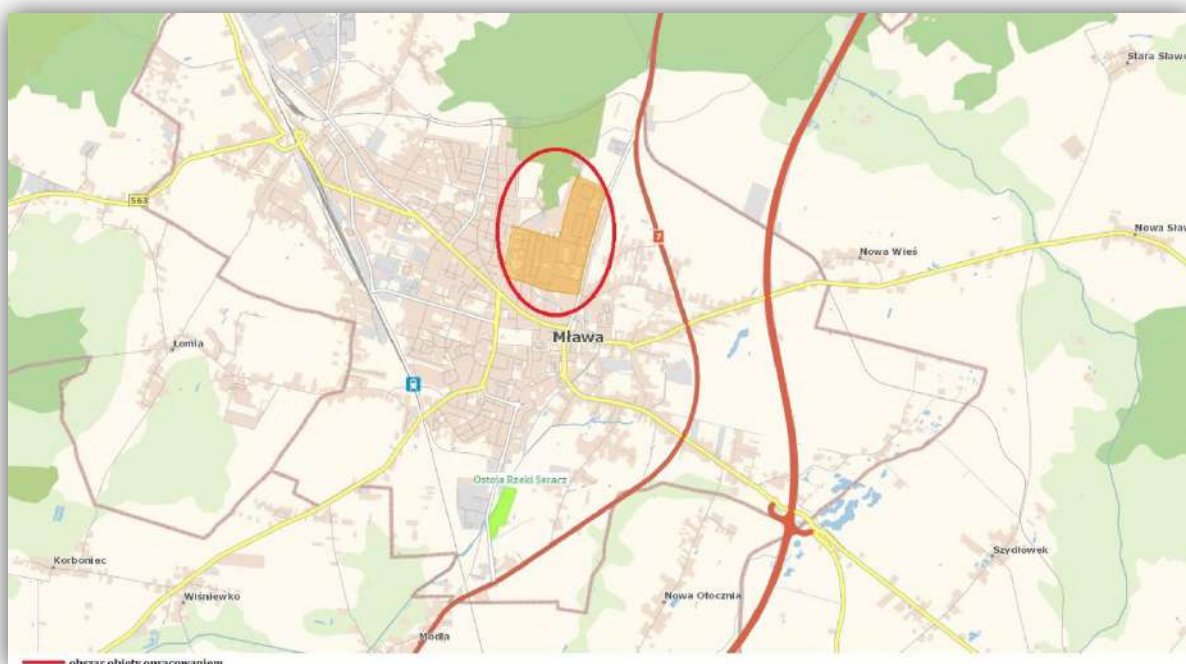 Stara Sławo
563
7
Nowa Sław
Nowa Wieś
Mława
Łomia
Ostoja Rzeki Seracz
Korboniec
Szydłówek
Wiśniewko
Nowa Otocznia
Modła
obszar objęty opracowaniem